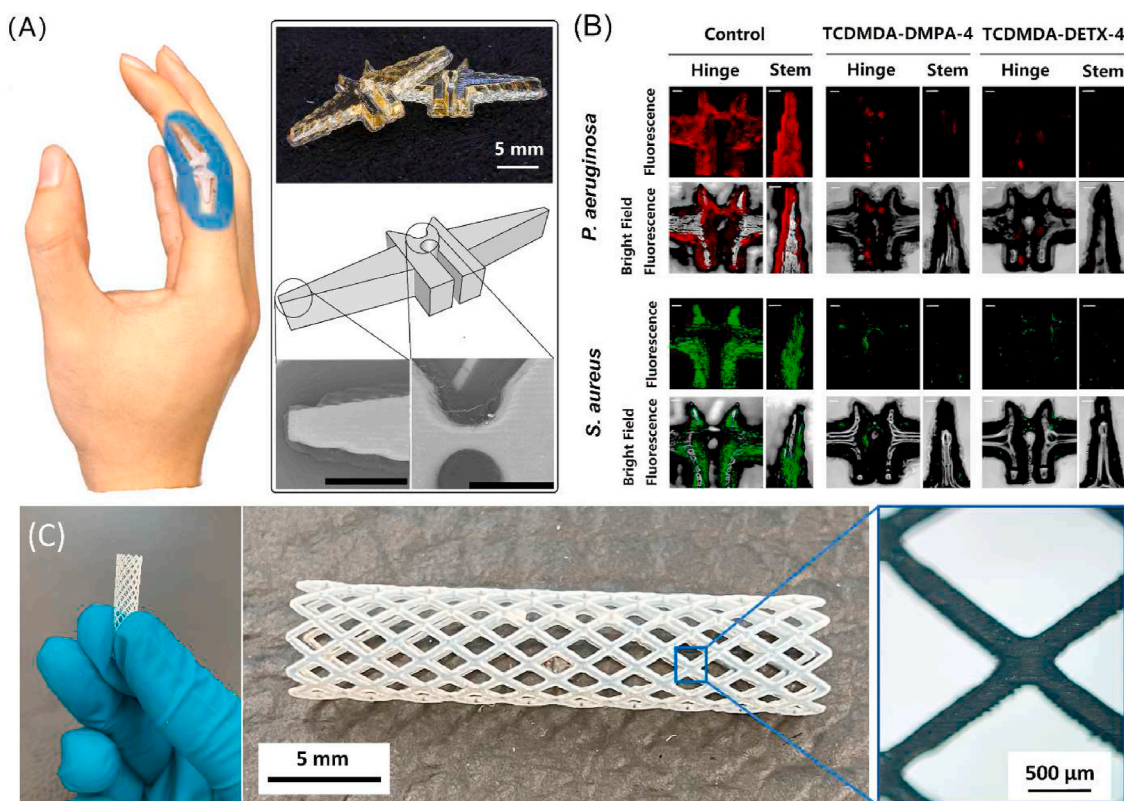 (A)
5 mm
(B)
Control
TCDMDA-DMPA-4
TCDMDA-DETX-4
Hinge Stem Hinge Stem Hinge Stem
P. aeruginosa
Fluorescence
Bright Field
Fluorescence
S. aureus
Fluorescence
Bright Field
Fluorescence
(C)
5 mm
500 μm